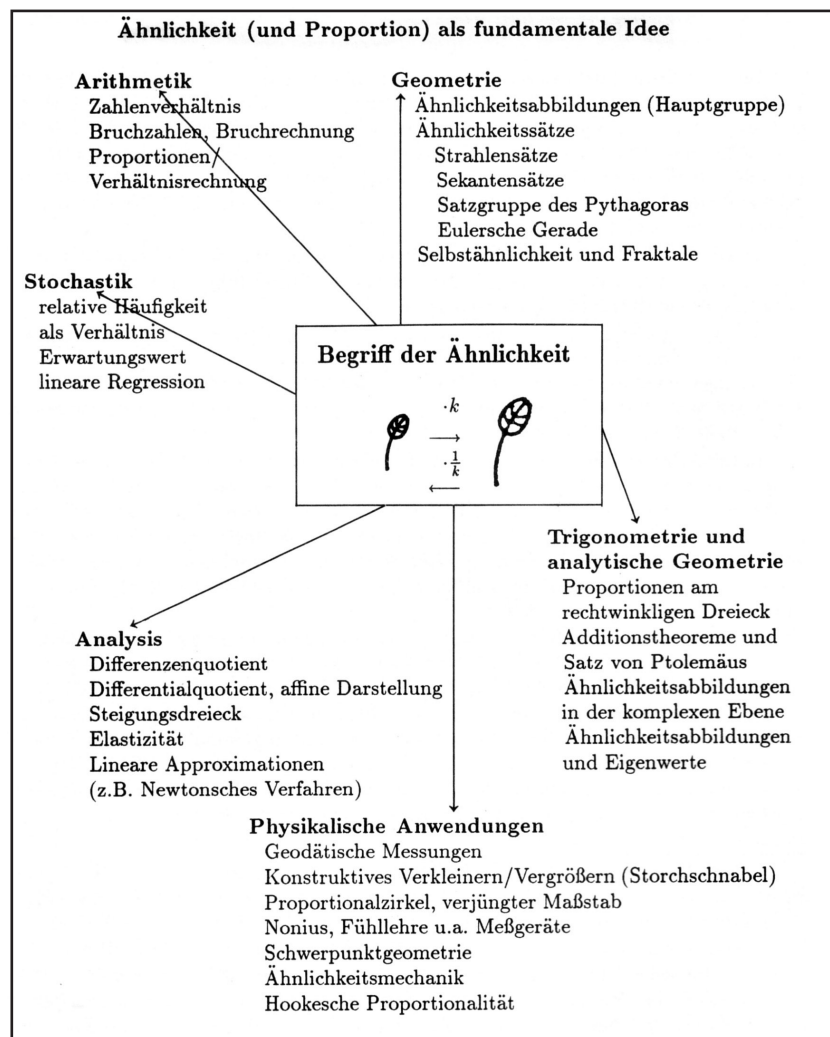 Ähnlichkeit (und Proportion) als fundamentale Idee
Arithmetik
Zahlenverhältnis
Bruchzahlen, Bruchrechnung
Proportionen/
Verhältnisrechnung
Geometrie
Ähnlichkeitsabbildungen (Hauptgruppe)
Ähnlichkeitssätze
Strahlensätze
Sekantensätze
Satzgruppe des Pythagoras
Eulersche Gerade
Selbstähnlichkeit und Fraktale
Stochastik
relative Häufigkeit
als Verhältnis
Erwartungswert
lineare Regression
Begriff der Ähnlichkeit
·k
·1/k
Trigonometrie und
analytische Geometrie
Proportionen am
rechtwinkligen Dreieck
Additionstheoreme und
Satz von Ptolemäus
Ähnlichkeitsabbildungen
in der komplexen Ebene
Ähnlichkeitsabbildungen
und Eigenwerte
Analysis
Differenzenquotient
Differentialquotient, affine Darstellung
Steigungsdreieck
Elastizität
Lineare Approximationen
(z.B. Newtonsches Verfahren)
Physikalische Anwendungen
Geodätische Messungen
Konstruktives Verkleinern/Vergrößern (Storchschnabel)
Proportionalzirkel, verjüngter Maßstab
Nonius, Fühllehre u.a. Meßgeräte
Schwerpunktgeometrie
Ähnlichkeitsmechanik
Hookesche Proportionalität